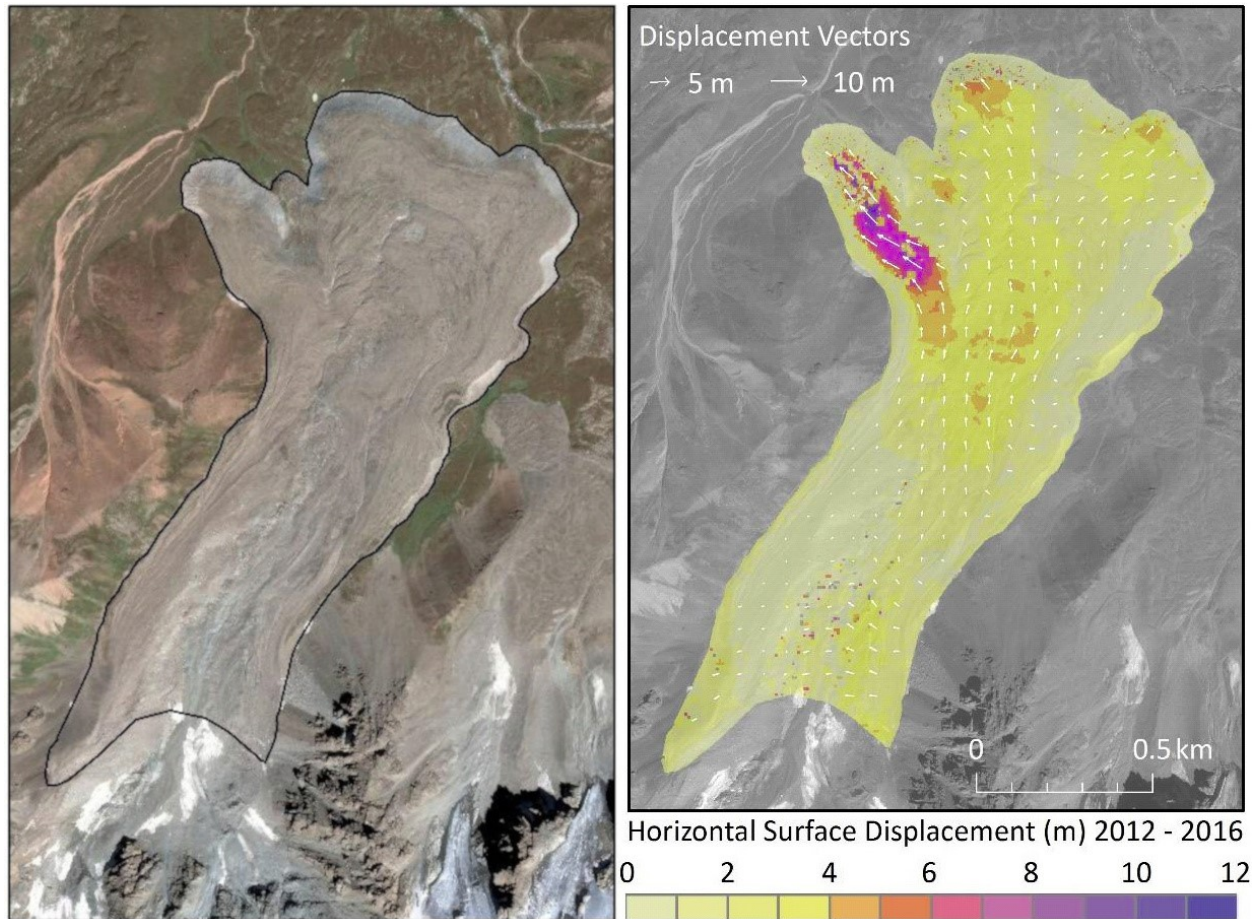 Displacement Vectors
5 m 10 m
0 0.5 km
Horizontal Surface Displacement (m) 2012 - 2016
0 2 4 6 8 10 12